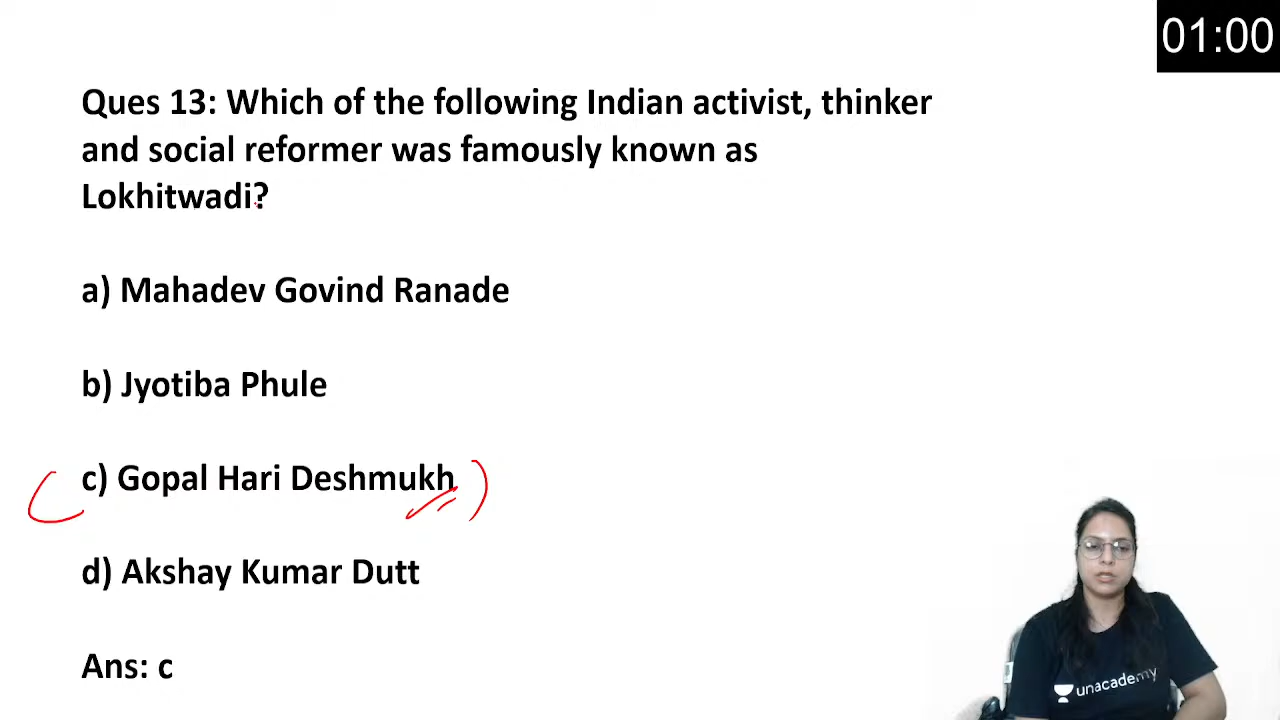 01:00
Ques 13: Which of the following Indian activist, thinker
and social reformer was famously known as
Lokhitwadi?
a) Mahadev Govind Ranade
b) Jyotiba Phule
c) Gopal Hari Deshmukh
d) Akshay Kumar Dutt
Ans: c
unacademy